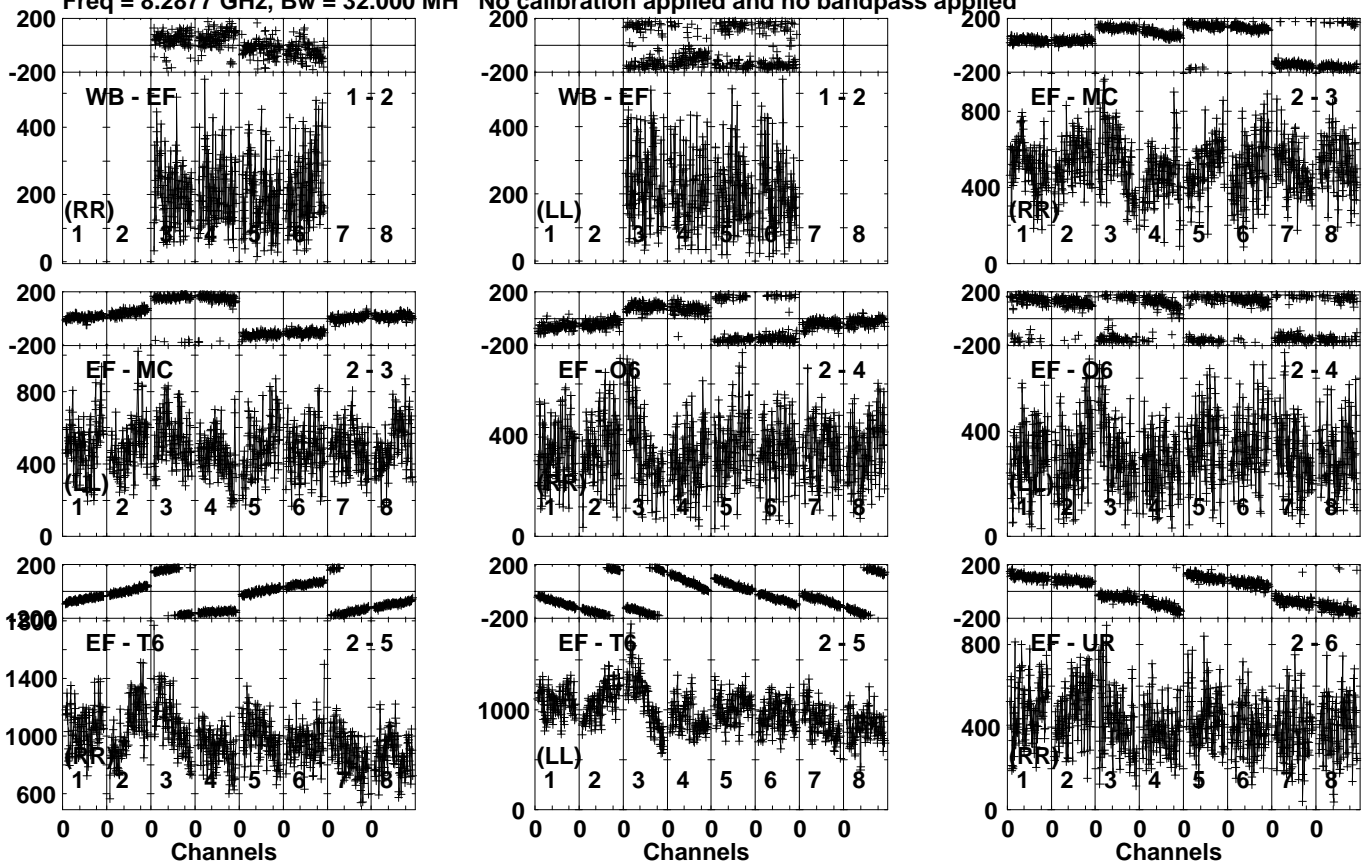 Freq = 8.2877 GHz, Bw = 32.000 MH No calibration applied and no bandpass applied
200
-200
WB - EF 1 - 2
400
200
(RR)
1 2 3 4 5 6 7 8
0
200
-200
WB - EF 1 - 2
400
200
(LL)
1 2 3 4 5 6 7 8
0
200
-200
EF - MC 2 - 3
800
400
(RR)
1 2 3 4 5 6 7 8
0
200
-200
EF - MC 2 - 3
800
400
(LL)
1 2 3 4 5 6 7 8
0
200
-200
EF - O6 2 - 4
400
(RR)
1 2 3 4 5 6 7 8
0
200
-200
EF - O6 2 - 4
400
(LL)
1 2 3 4 5 6 7 8
0
200
-200
1800
EF - T6 2 - 5
1400
1000
(RR)
1 2 3 4 5 6 7 8
600
0 0 0 0 0 0 0 0
Channels
200
-200
EF - T6 2 - 5
1000
(LL)
1 2 3 4 5 6 7 8
0
0 0 0 0 0 0 0 0
Channels
200
-200
EF - UR 2 - 6
800
400
(RR)
1 2 3 4 5 6 7 8
0
0 0 0 0 0 0 0 0
Channels